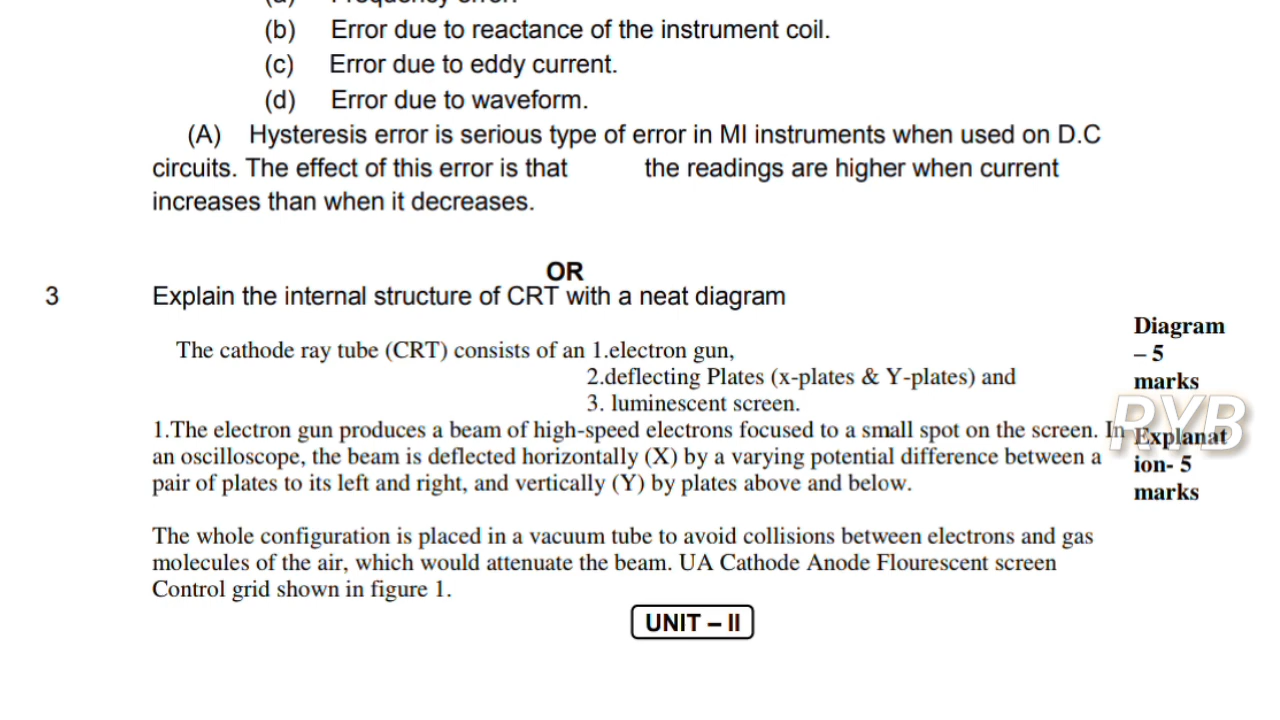 (b) Error due to reactance of the instrument coil.
(c) Error due to eddy current.
(d) Error due to waveform.
(A) Hysteresis error is serious type of error in MI instruments when used on D.C
circuits. The effect of this error is that the readings are higher when current
increases than when it decreases.
OR
3 Explain the internal structure of CRT with a neat diagram
The cathode ray tube (CRT) consists of an 1.electron gun,
2.deflecting Plates (x-plates & Y-plates) and
3. luminescent screen.
1.The electron gun produces a beam of high-speed electrons focused to a small spot on the screen. In
an oscilloscope, the beam is deflected horizontally (X) by a varying potential difference between a
pair of plates to its left and right, and vertically (Y) by plates above and below.
The whole configuration is placed in a vacuum tube to avoid collisions between electrons and gas
molecules of the air, which would attenuate the beam. UA Cathode Anode Flourescent screen
Control grid shown in figure 1.
Diagram
– 5
marks
RYB
Explanat
ion- 5
marks
UNIT – II